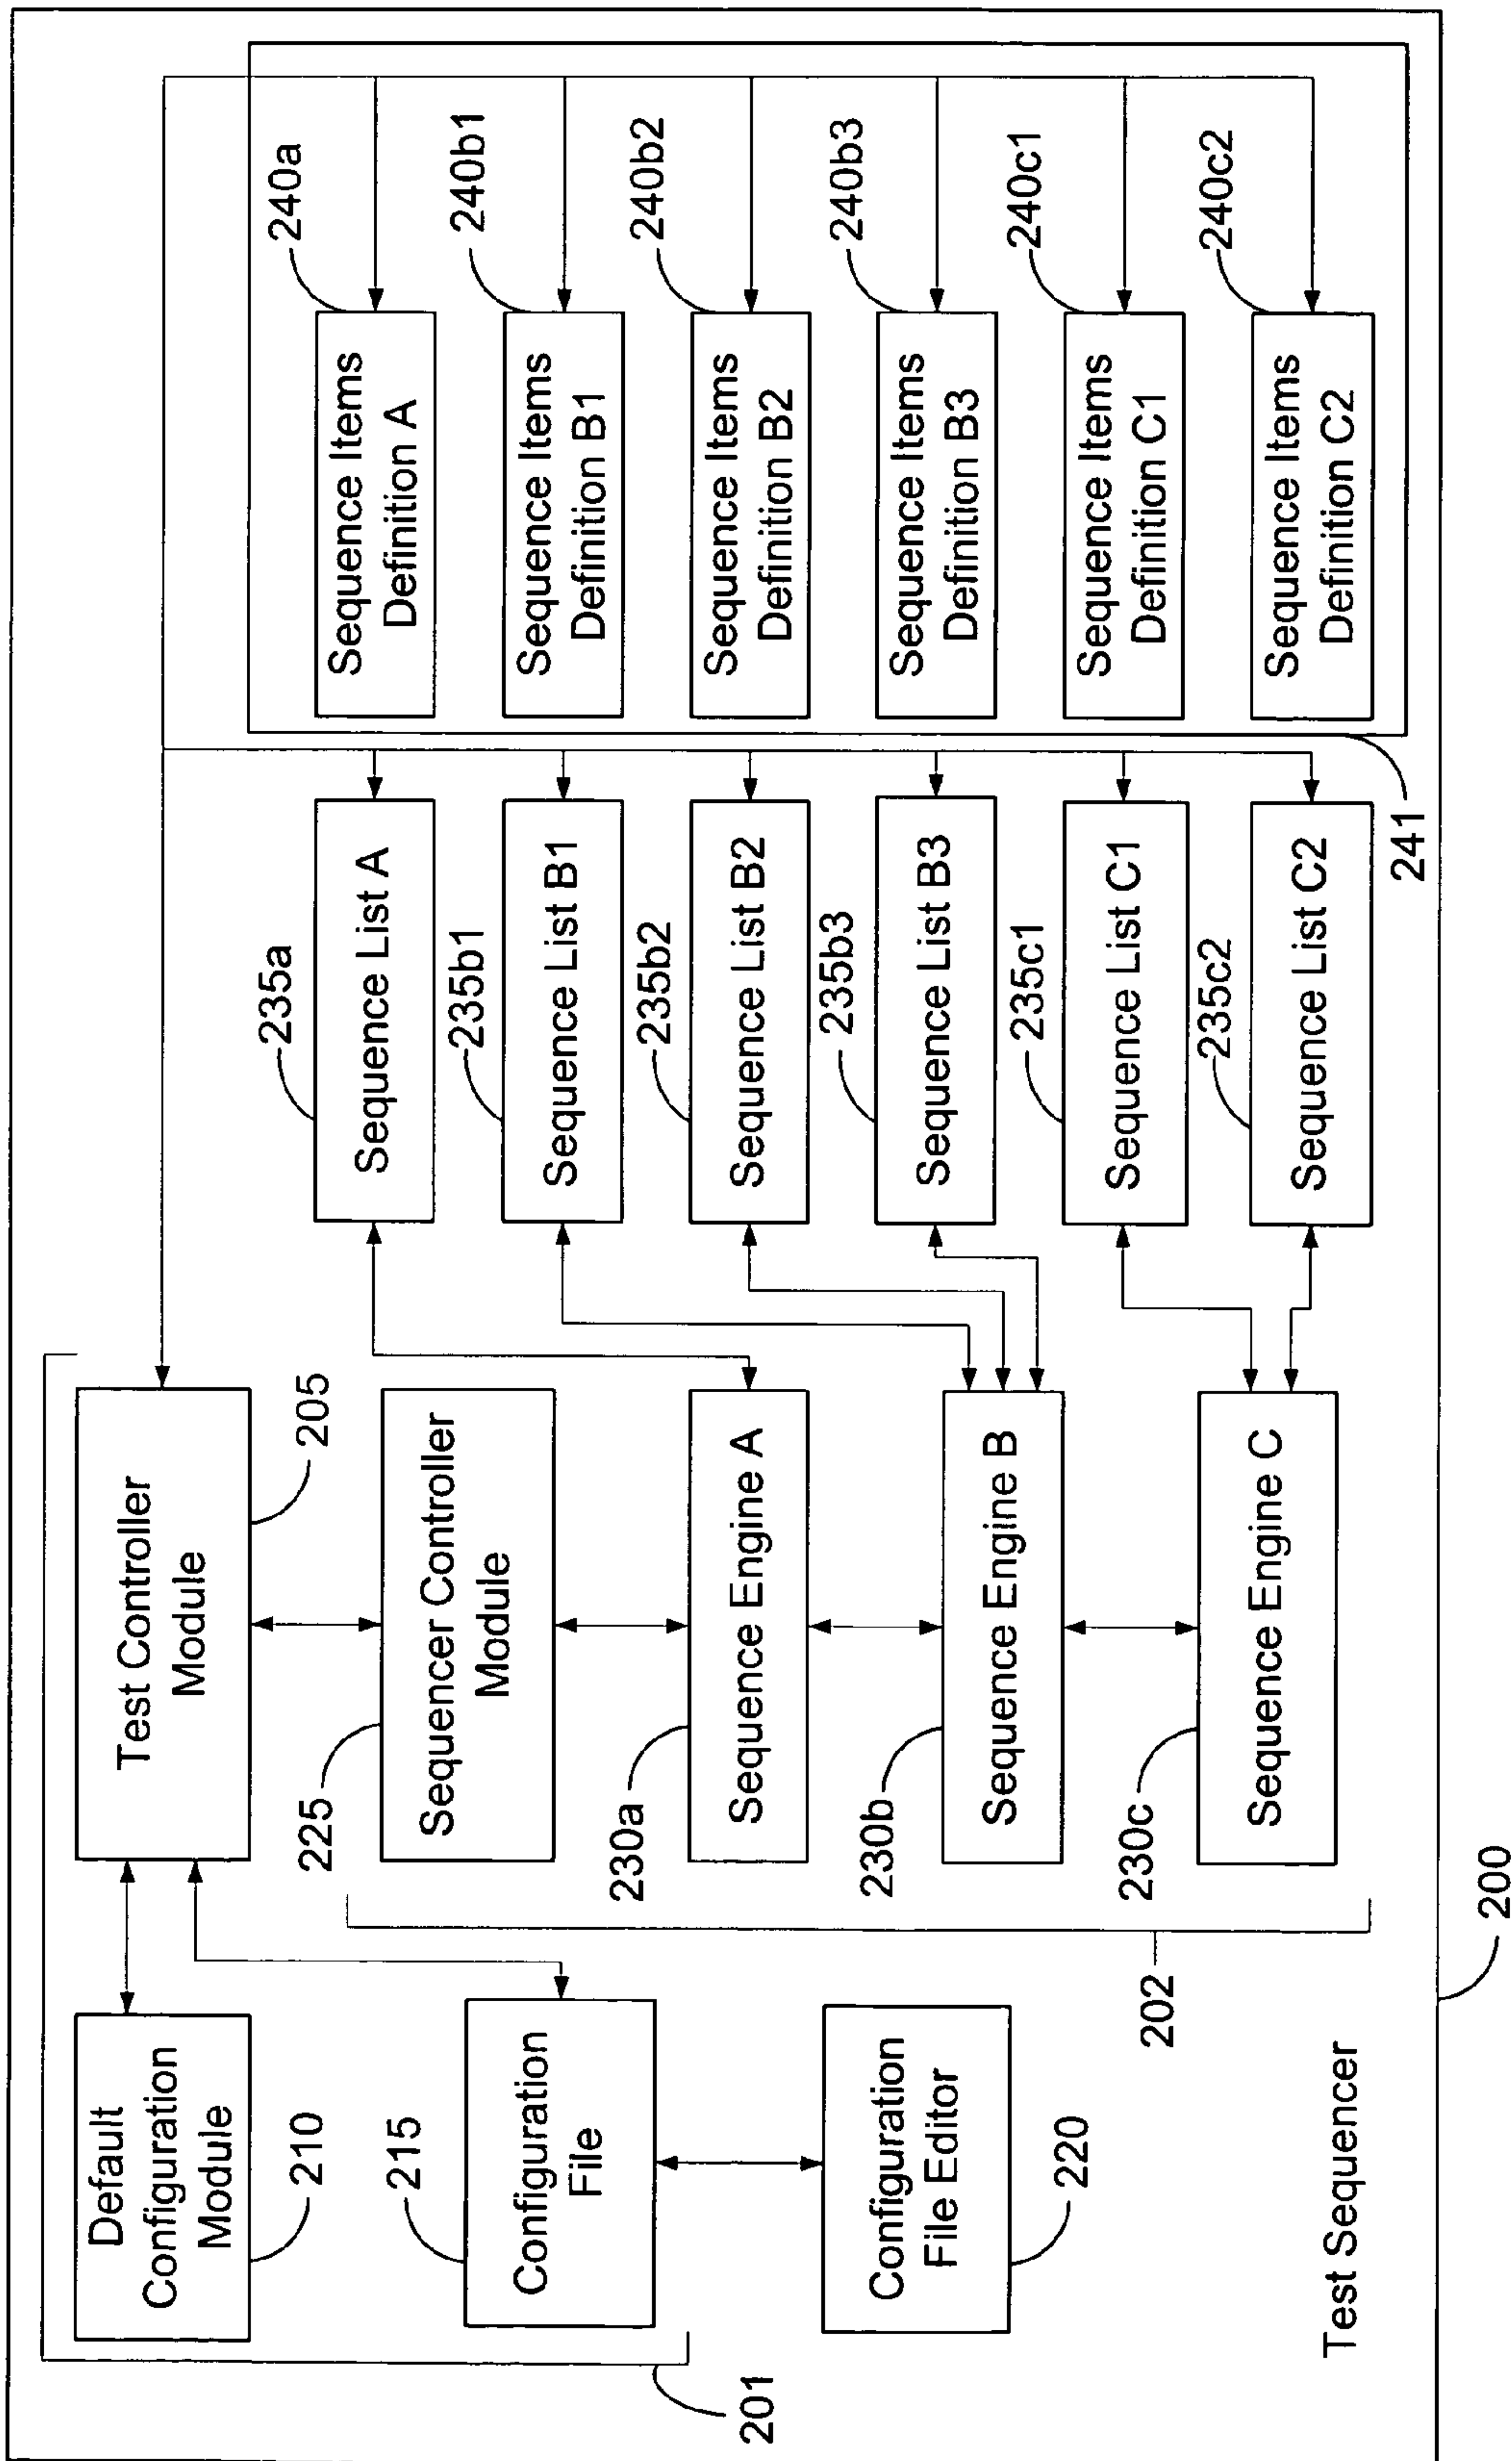 Default
Configuration
Module
210
215
Configuration
File
Configuration
File Editor
220
201
Test Sequencer
200
202
Test Controller
Module
205
225
Sequencer Controller
Module
230a
Sequence Engine A
230b
Sequence Engine B
230c
Sequence Engine C
235a
Sequence List A
235b1
Sequence List B1
235b2
Sequence List B2
235b3
Sequence List B3
235c1
Sequence List C1
235c2
Sequence List C2
241
240a
Sequence Items
Definition A
240b1
Sequence Items
Definition B1
240b2
Sequence Items
Definition B2
240b3
Sequence Items
Definition B3
240c1
Sequence Items
Definition C1
240c2
Sequence Items
Definition C2